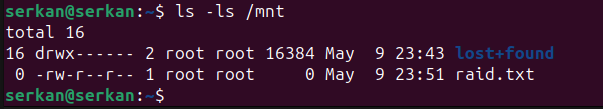 serkan@serkan:~$ ls -ls /mnt
total 16
16 drwx------ 2 root root 16384 May  9 23:43 lost+found
 0 -rw-r--r-- 1 root root     0 May  9 23:51 raid.txt
serkan@serkan:~$